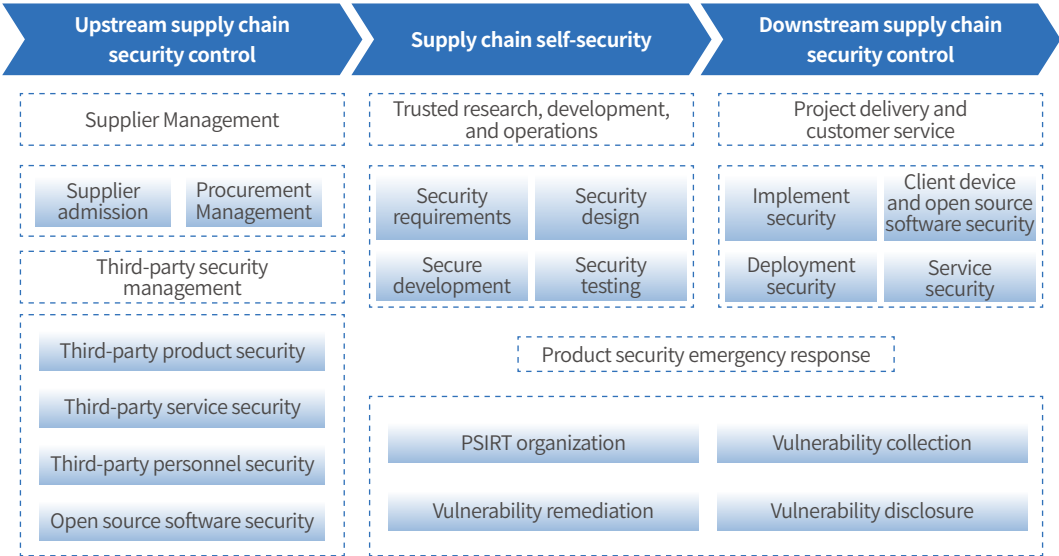 Upstream supply chain
security control
Supply chain self-security
Downstream supply chain
security control
Supplier Management
Supplier
admission
Procurement
Management
Third-party security
management
Third-party product security
Third-party service security
Third-party personnel security
Open source software security
Trusted research, development,
and operations
Security
requirements
Security
design
Secure
development
Security
testing
Project delivery and
customer service
Implement
security
Client device
and open source
software security
Deployment
security
Service
security
Product security emergency response
PSIRT organization
Vulnerability collection
Vulnerability remediation
Vulnerability disclosure